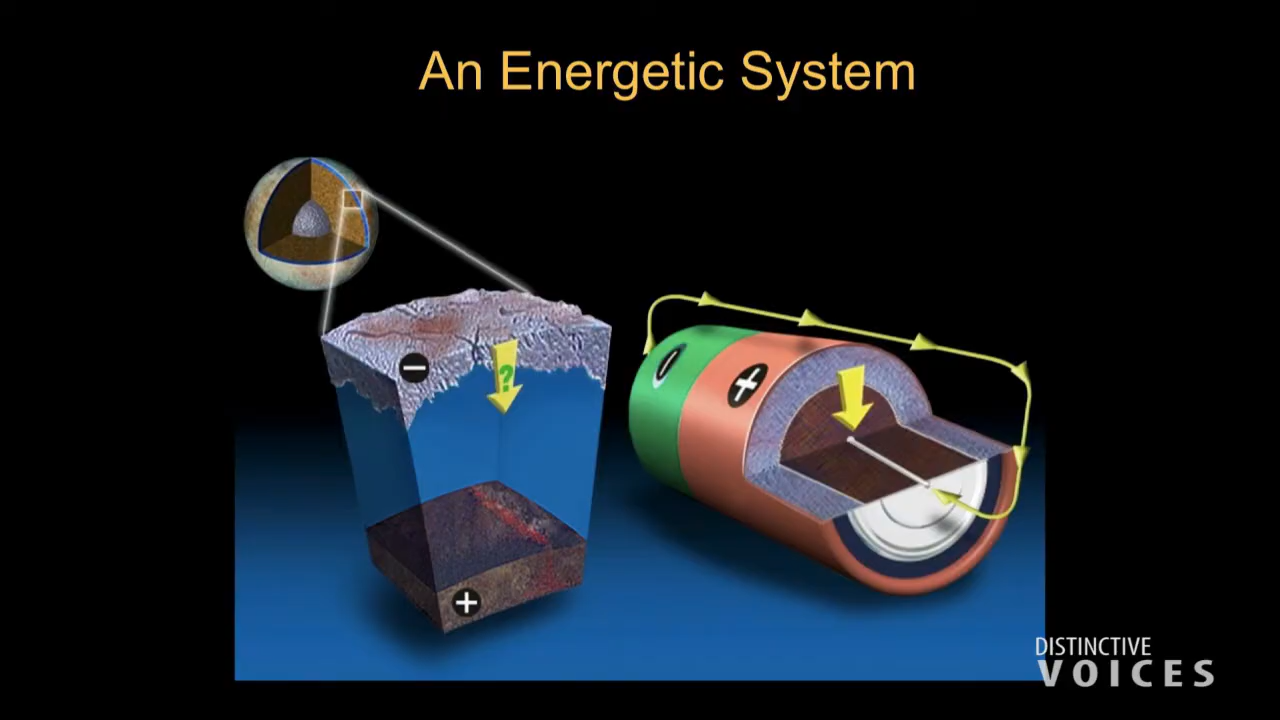 An Energetic System
−
?
−
+
+
DISTINCTIVE
VOICES